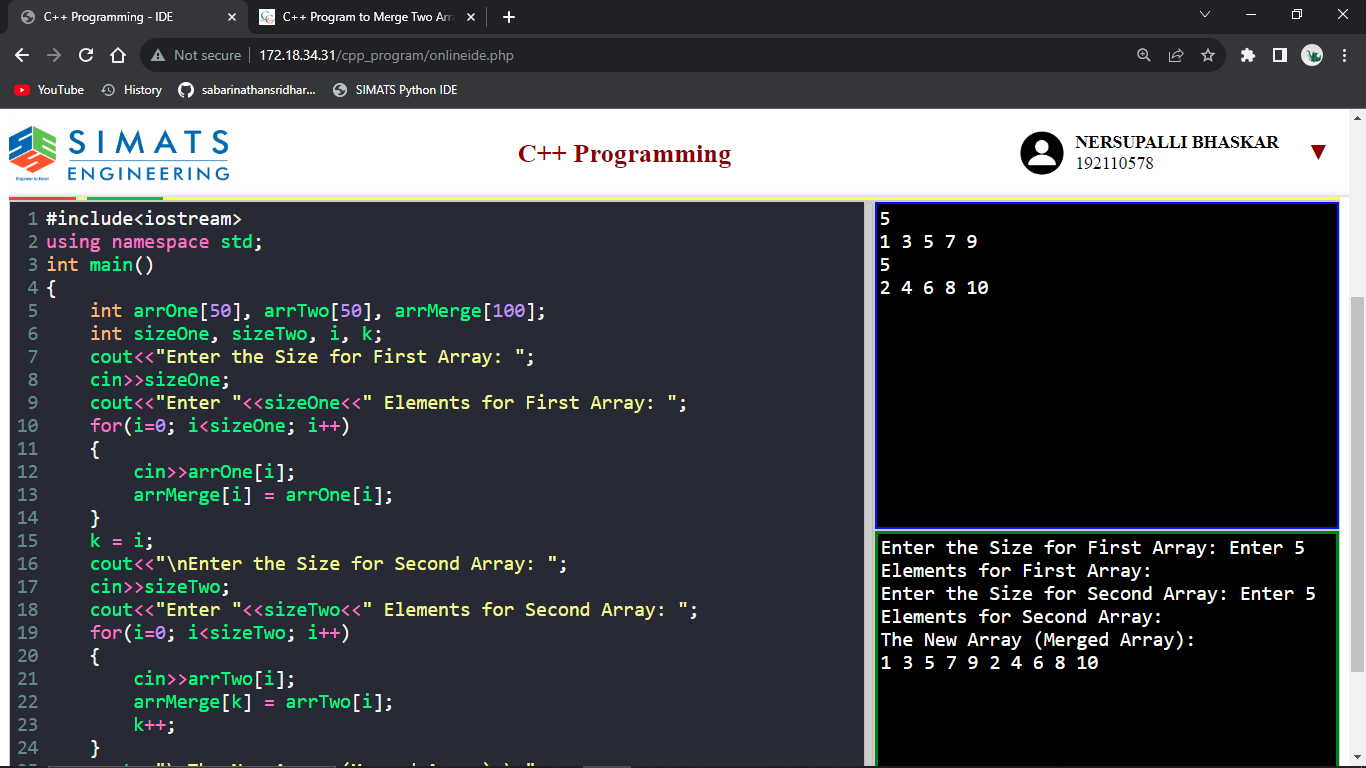 C++ Programming - IDE
C++ Program to Merge Two Arr
Not secure
172.18.34.31/cpp_program/onlineide.php
YouTube
History
sabarinathansridhar...
SIMATS Python IDE
SIMATS
ENGINEERING
Engineer to Excel
C++ Programming
NERSUPALLI BHASKAR
192110578
1 #include<iostream>
2 using namespace std;
3 int main()
4 {
5     int arrOne[50], arrTwo[50], arrMerge[100];
6     int sizeOne, sizeTwo, i, k;
7     cout<<"Enter the Size for First Array: ";
8     cin>>sizeOne;
9     cout<<"Enter "<<sizeOne<<" Elements for First Array: ";
10     for(i=0; i<sizeOne; i++)
11     {
12         cin>>arrOne[i];
13         arrMerge[i] = arrOne[i];
14     }
15     k = i;
16     cout<<"\nEnter the Size for Second Array: ";
17     cin>>sizeTwo;
18     cout<<"Enter "<<sizeTwo<<" Elements for Second Array: ";
19     for(i=0; i<sizeTwo; i++)
20     {
21         cin>>arrTwo[i];
22         arrMerge[k] = arrTwo[i];
23         k++;
24     }
5
1 3 5 7 9
5
2 4 6 8 10
Enter the Size for First Array: Enter 5
Elements for First Array:
Enter the Size for Second Array: Enter 5
Elements for Second Array:
The New Array (Merged Array):
1 3 5 7 9 2 4 6 8 10